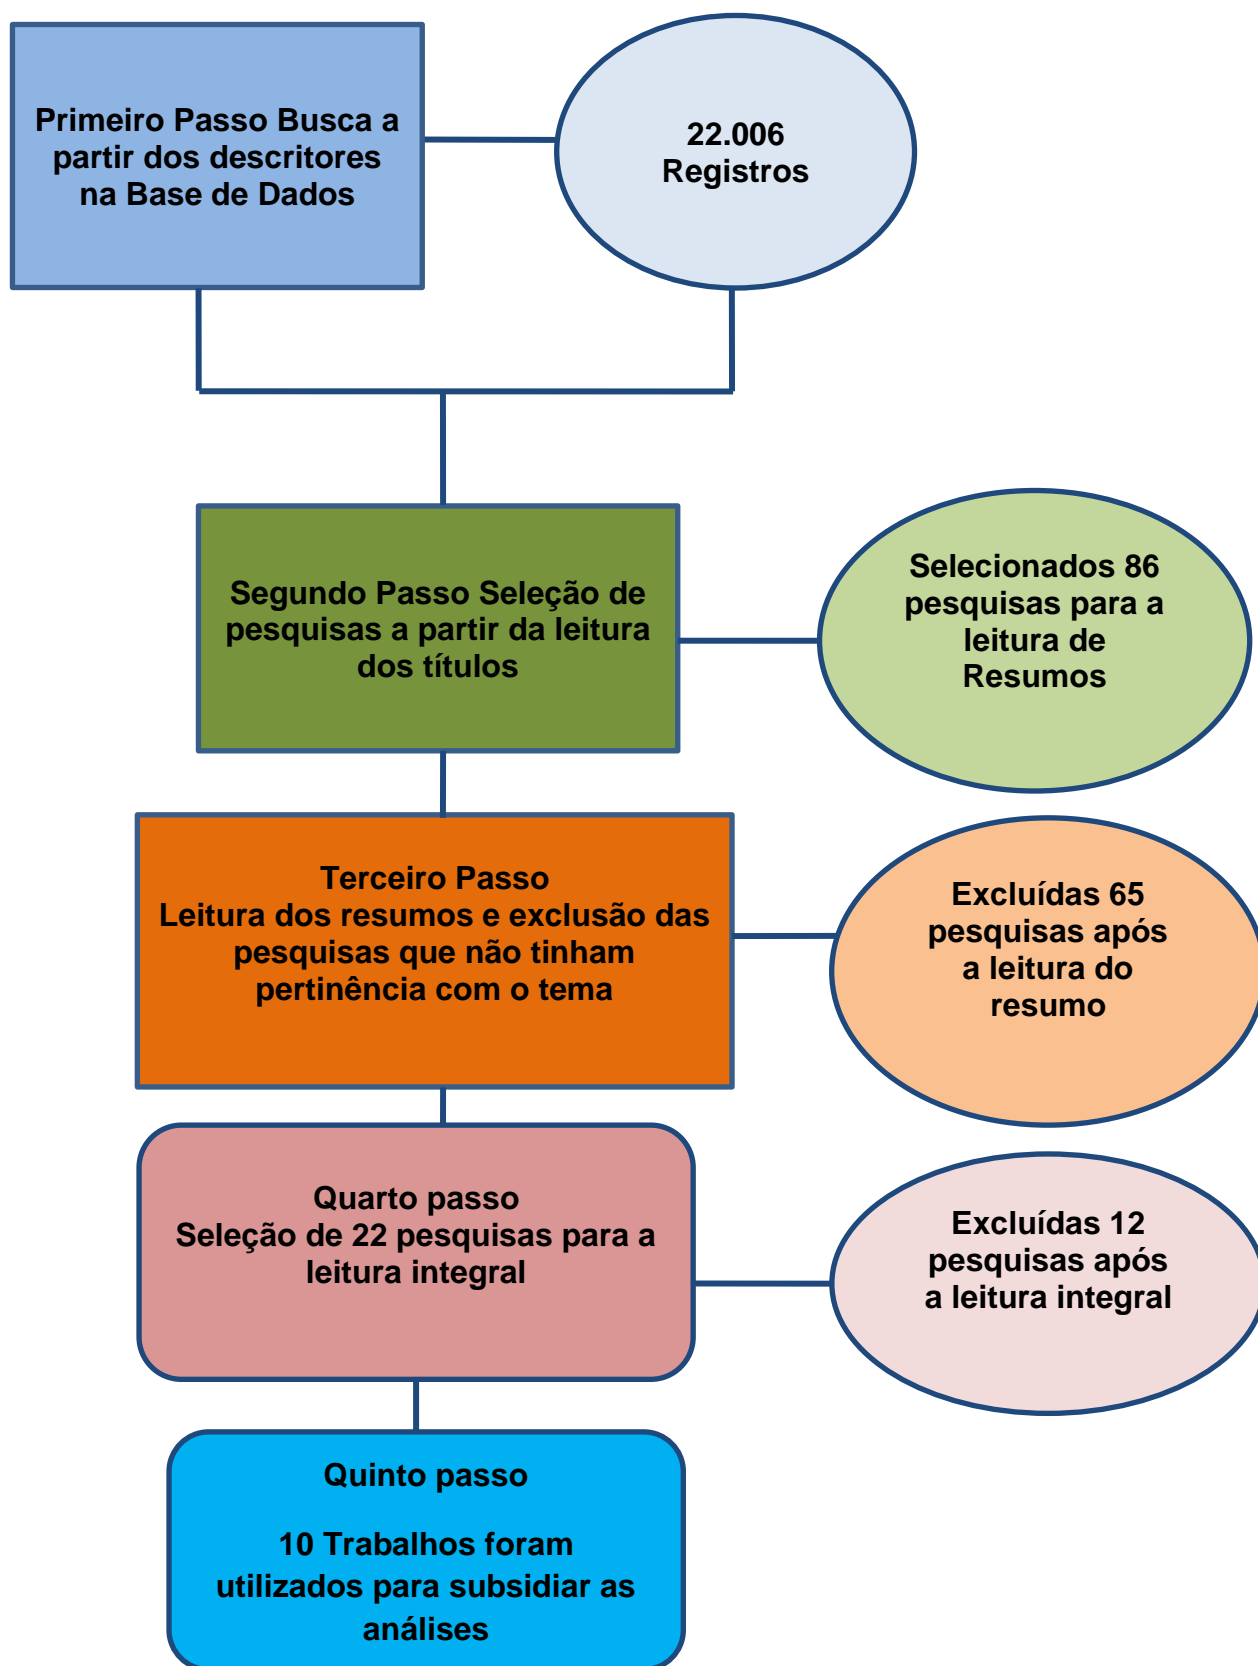 Primeiro Passo Busca a
partir dos descritores
na Base de Dados
22.006
Registros
Segundo Passo Seleção de
pesquisas a partir da leitura
dos títulos
Selecionados 86
pesquisas para a
leitura de
Resumos
Terceiro Passo
Leitura dos resumos e exclusão das
pesquisas que não tinham
pertinência com o tema
Excluídas 65
pesquisas após
a leitura do
resumo
Quarto passo
Seleção de 22 pesquisas para a
leitura integral
Excluídas 12
pesquisas após
a leitura integral
Quinto passo
10 Trabalhos foram
utilizados para subsidiar as
análises